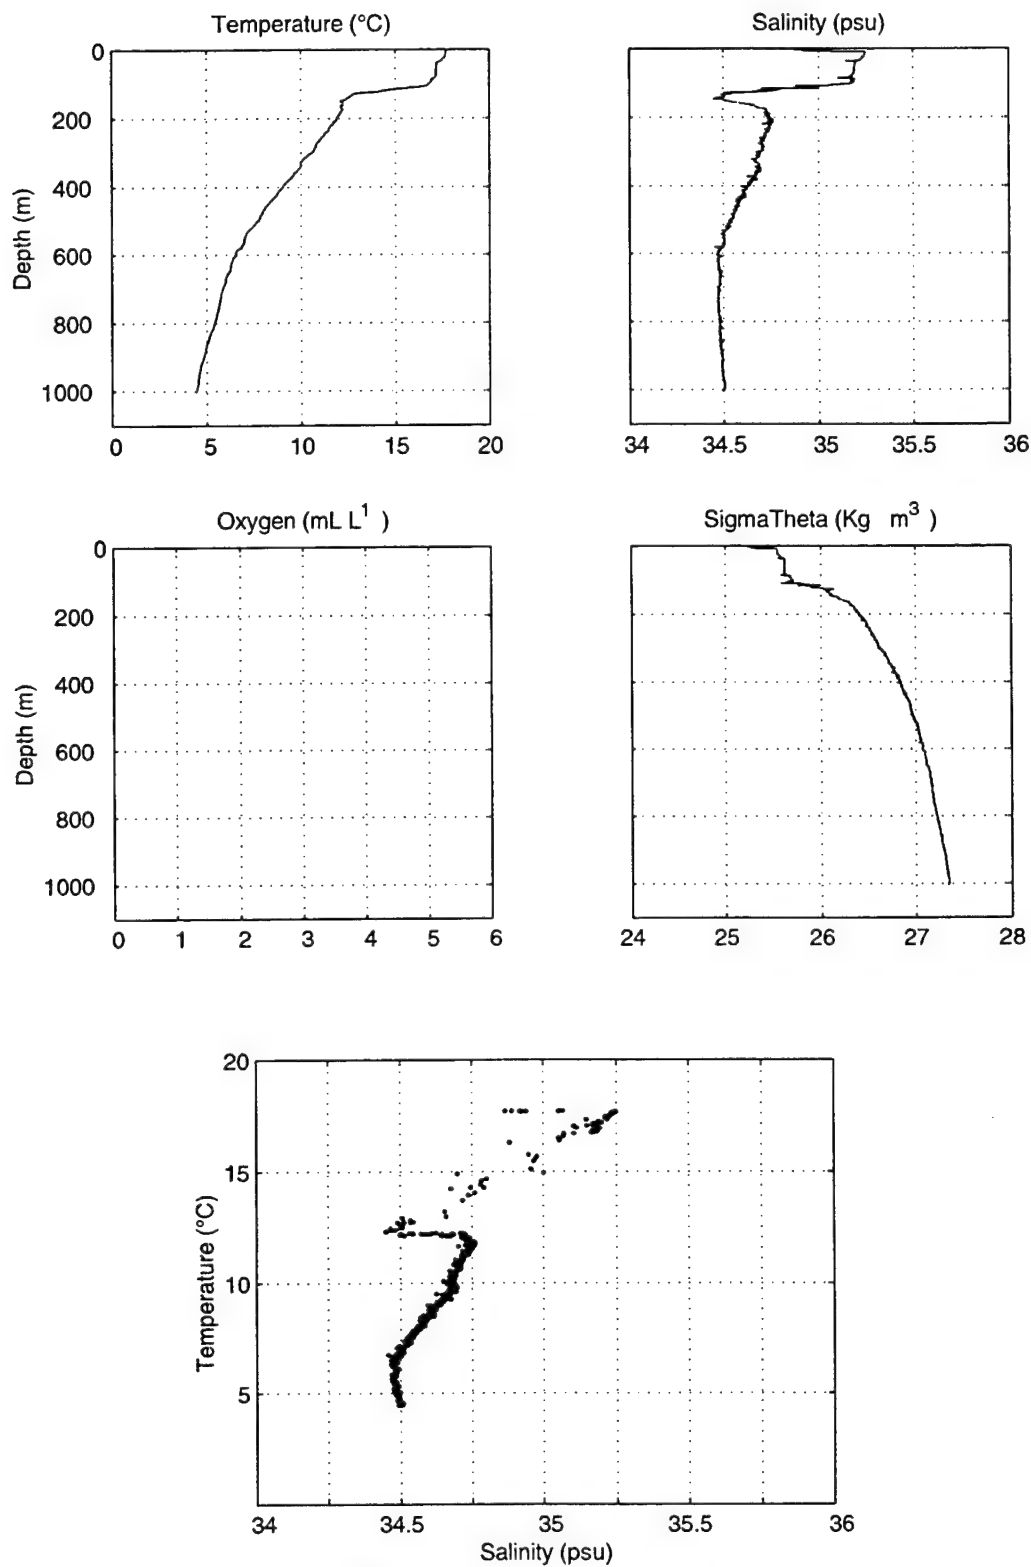 Temperature (°C)
Salinity (psu)
0
200
400
600
800
1000
Depth (m)
0 5 10 15 20
34 34.5 35 35.5 36
Oxygen (mL L1 )
SigmaTheta (Kg m3 )
0
200
400
600
800
1000
Depth (m)
0 1 2 3 4 5 6
24 25 26 27 28
20
15
10
5
Temperature (°C)
34 34.5 35 35.5 36
Salinity (psu)